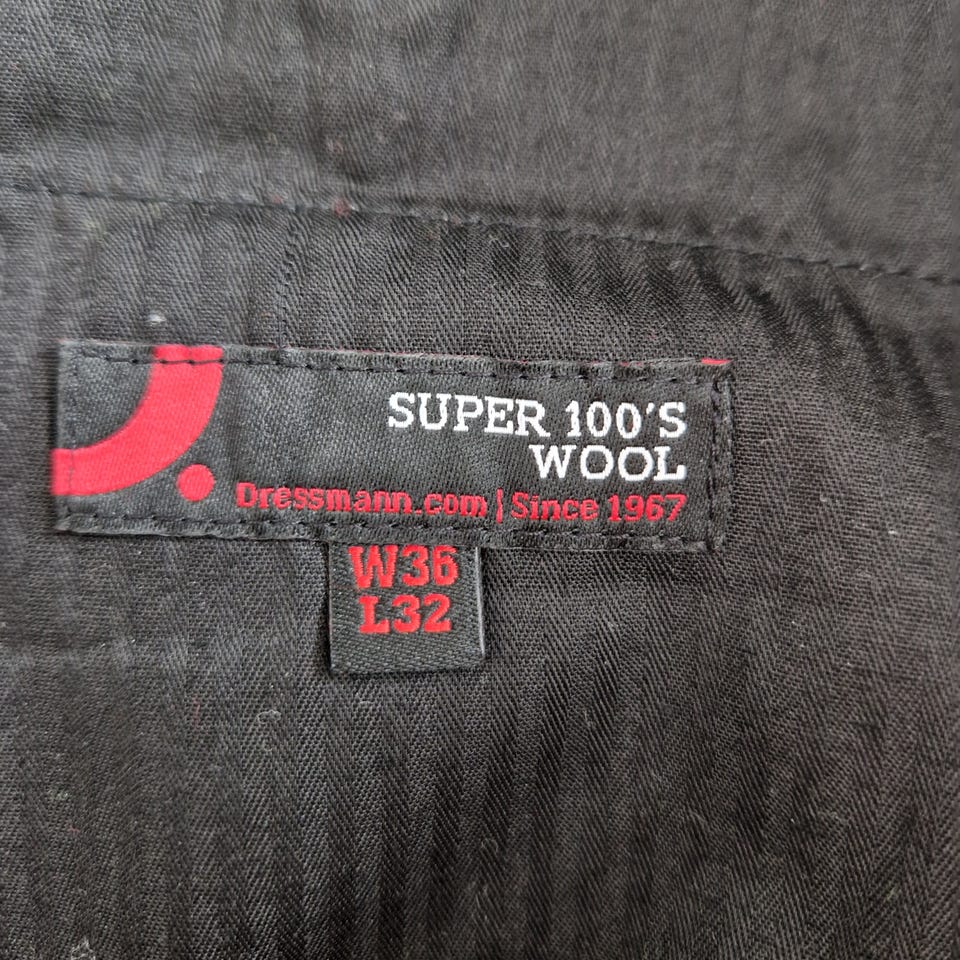 SUPER 100'S
WOOL
Dressmann.com | Since 1967
W36
L32